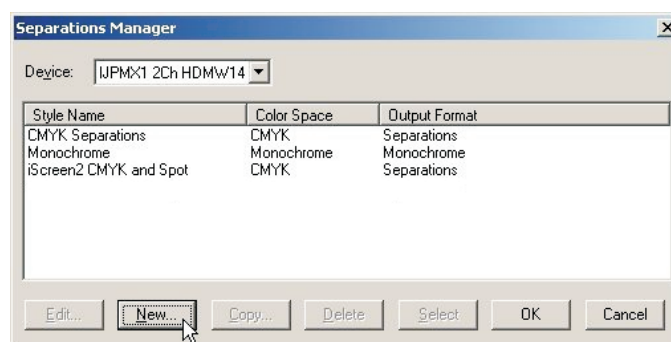 Separations Manager
Device: IJPMX1 2Ch HDMW14
Style Name Color Space Output Format
CMYK Separations CMYK Separations
Monochrome Monochrome Monochrome
iScreen2 CMYK and Spot CMYK Separations
Edit... New... Copy... Delete Select OK Cancel